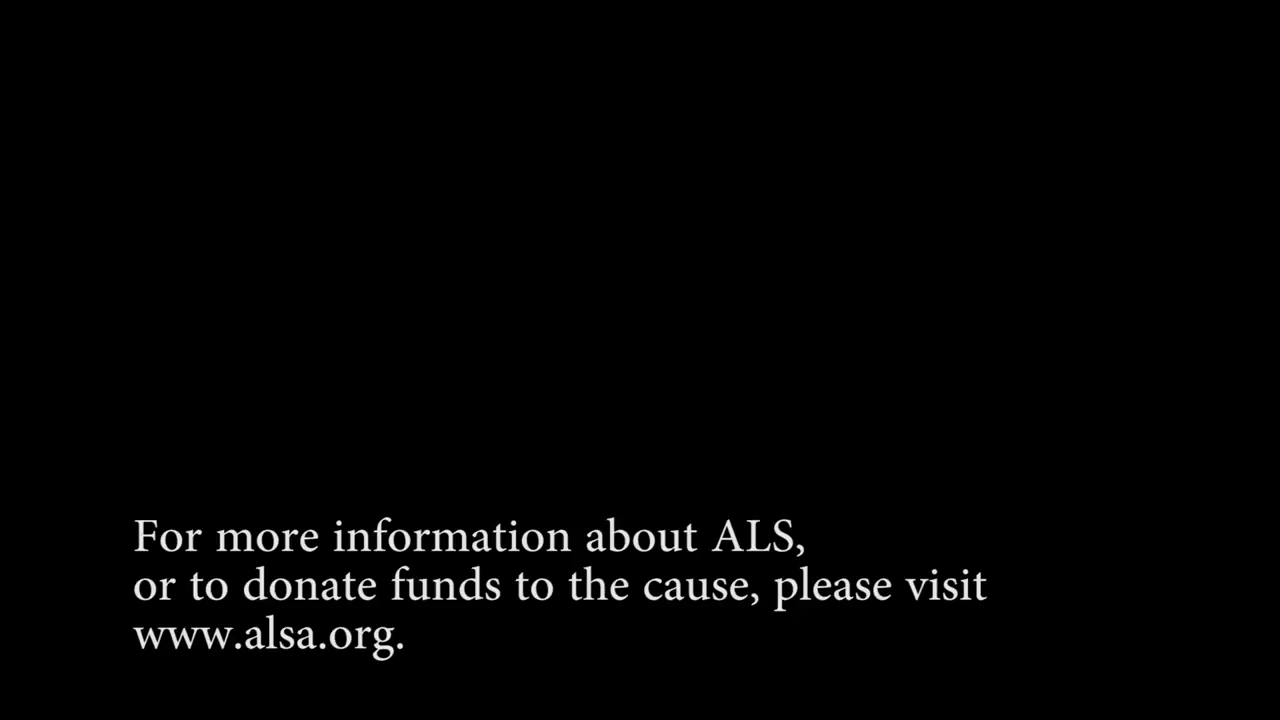 For more information about ALS,
or to donate funds to the cause, please visit
www.alsa.org.